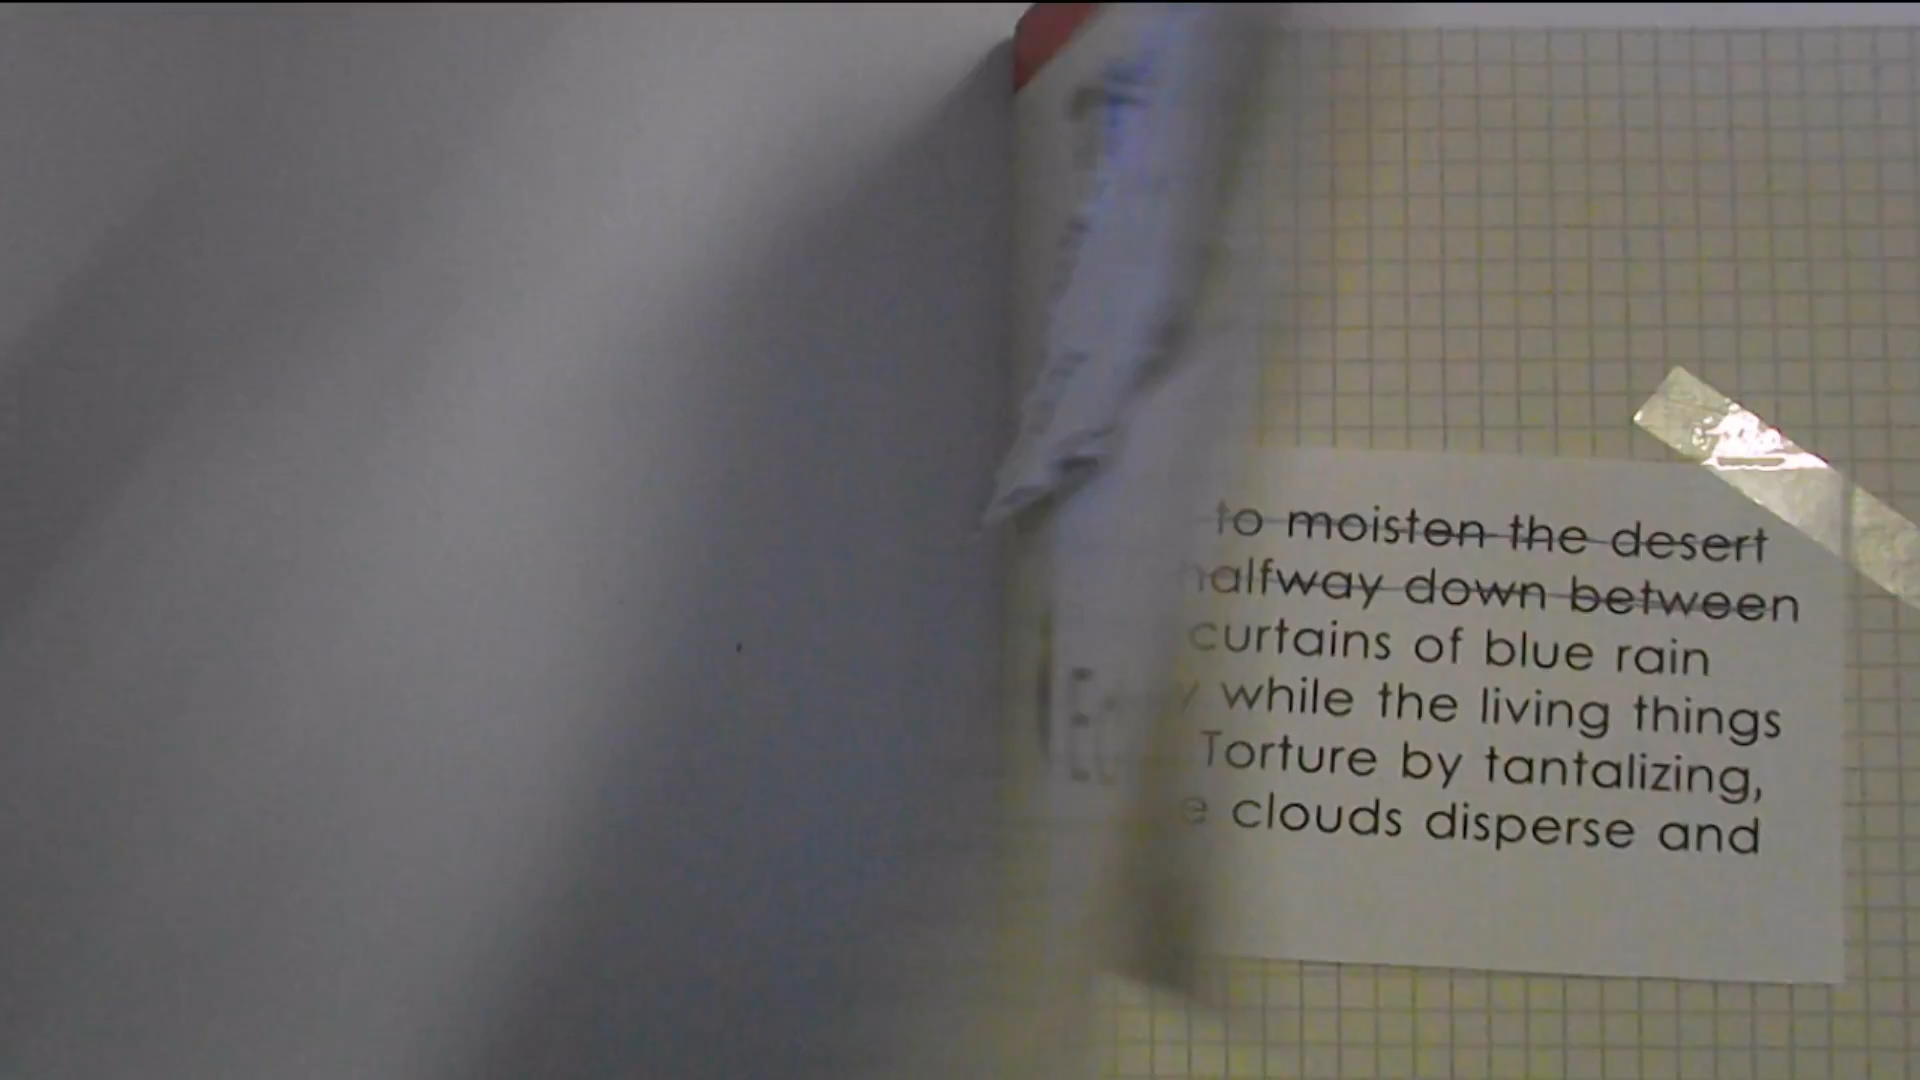 to moisten the desert
halfway down between
curtains of blue rain
while the living things
Torture by tantalizing,
clouds disperse and